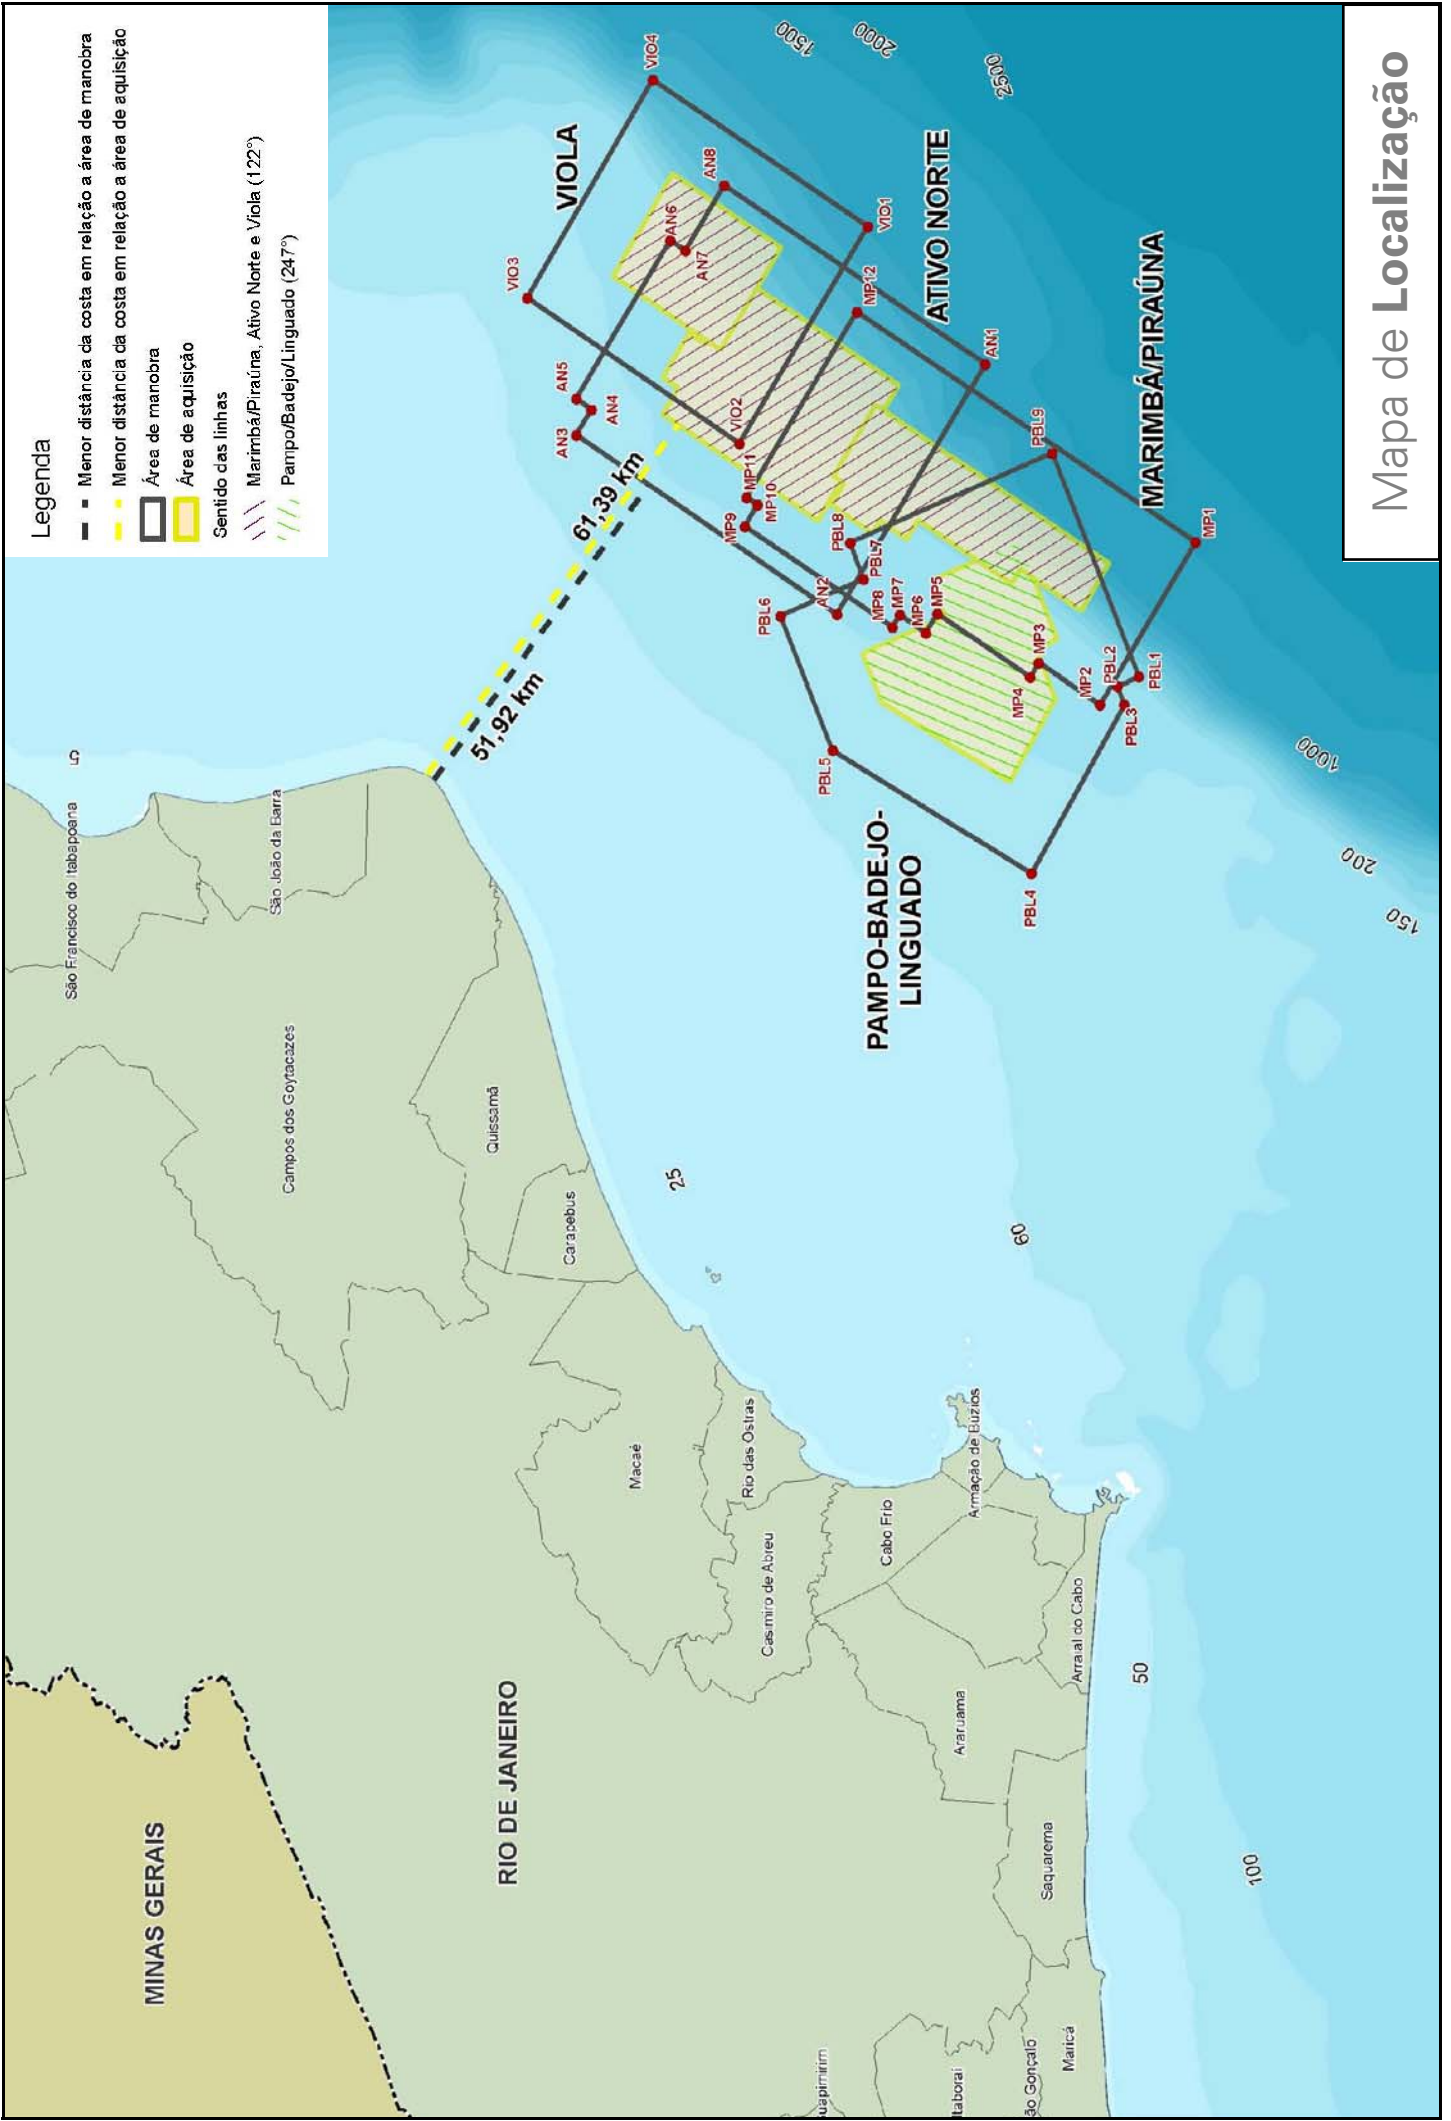 Legenda
Menor distância da costa em relação a área de manobra
Menor distância da costa em relação a área de aquisição
Área de manobra
Área de aquisição
Sentido das linhas
Marimbá/Piraúna, Ativo Norte e Viola (122°)
Pampo/Badejo/Linguado (247°)
MINAS GERAIS
RIO DE JANEIRO
São Francisco do Itabapoana
São João da Barra
Campos dos Goytacazes
Quissamã
Carapebus
Macaé
Rio das Ostras
Casimiro de Abreu
Cabo Frio
Armação de Búzios
Arraial do Cabo
Araruama
Saquarema
Maricá
ão Gonçalo
Itaboraí
uapimirim
5
25
60
50
100
150
200
1000
1500
2000
2500
61,39 km
51,92 km
VIOLA
ATIVO NORTE
MARIMBÁ/PIRAÚNA
PAMPO-BADEJO-
LINGUADO
VIO4
VIO3
VIO1
VIO2
AN8
AN6
AN7
AN5
AN4
AN3
AN1
AN2
MP12
MP11
MP10
MP9
MP8
MP7
MP6
MP5
MP3
MP4
MP2
MP1
PBL9
PBL8
PBL7
PBL6
PBL5
PBL4
PBL3
PBL2
PBL1
Mapa de Localização